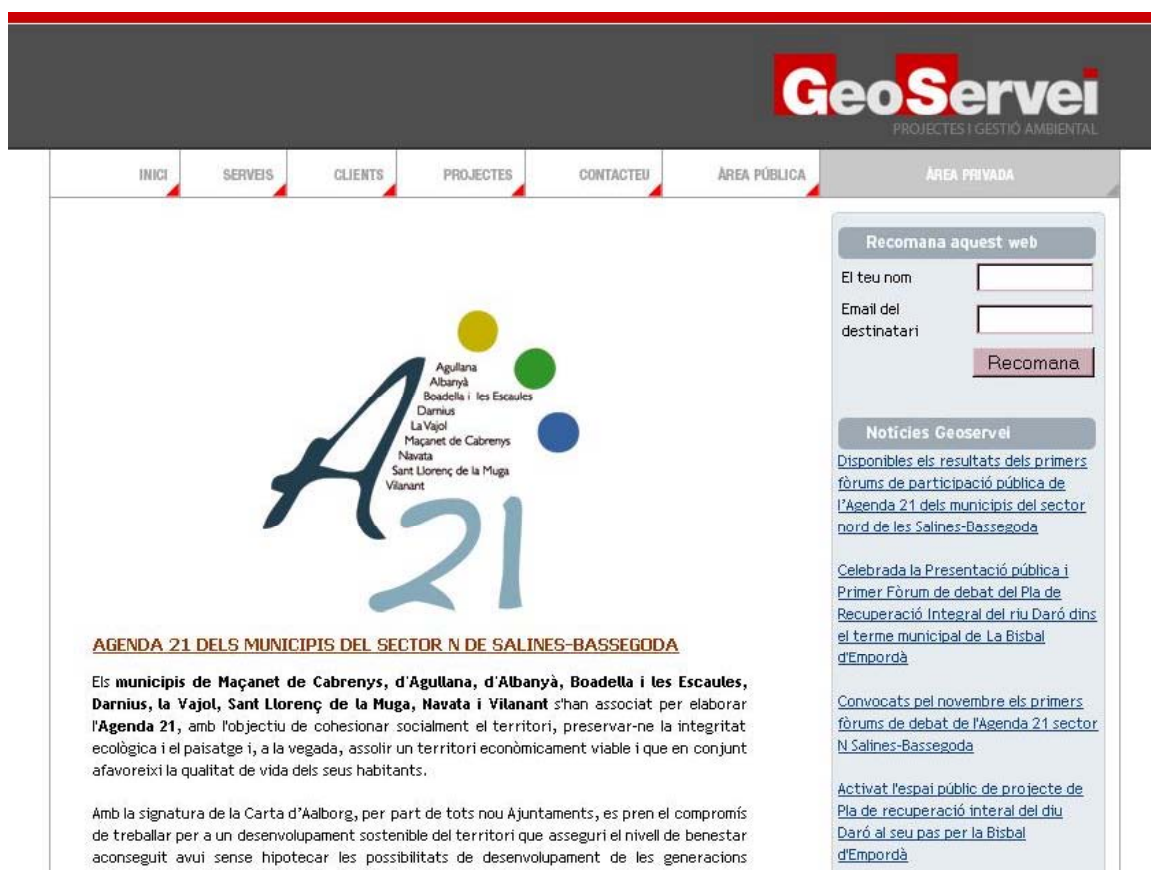 GeoServei
PROJECTES I GESTIÓ AMBIENTAL
INICI
SERVEIS
CLIENTS
PROJECTES
CONTACTEU
ÀREA PÚBLICA
ÀREA PRIVADA
A
Agullana
Albanyà
Boadella i les Escaules
Darnius
La Vajol
Maçanet de Cabrenys
Navata
Sant Llorenç de la Muga
Vilanant
21
AGENDA 21 DELS MUNICIPIS DEL SECTOR N DE SALINES-BASSEGODA
Els municipis de Maçanet de Cabrenys, d'Agullana, d'Albanyà, Boadella i les Escaules,
Darnius, la Vajol, Sant Llorenç de la Muga, Navata i Vilanant s'han associat per elaborar
l'Agenda 21, amb l'objectiu de cohesionar socialment el territori, preservar-ne la integritat
ecològica i el paisatge i, a la vegada, assolir un territori econòmicament viable i que en conjunt
afavoreixi la qualitat de vida dels seus habitants.
Amb la signatura de la Carta d'Aalborg, per part de tots nou Ajuntaments, es pren el compromís
de treballar per a un desenvolupament sostenible del territori que asseguri el nivell de benestar
aconseguit avui sense hipotecar les possibilitats de desenvolupament de les generacions
Recomana aquest web
El teu nom
Email del
destinatari
Recomana
Notícies Geoservei
Disponibles els resultats dels primers
fòrums de participació pública de
l'Agenda 21 dels municipis del sector
nord de les Salines-Bassegoda
Celebrada la Presentació pública i
Primer Fòrum de debat del Pla de
Recuperació Integral del riu Daró dins
el terme municipal de La Bisbal
d'Empordà
Convocats pel novembre els primers
fòrums de debat de l'Agenda 21 sector
N Salines-Bassegoda
Activat l'espai públic de projecte de
Pla de recuperació interal del diu
Daró al seu pas per la Bisbal
d'Empordà